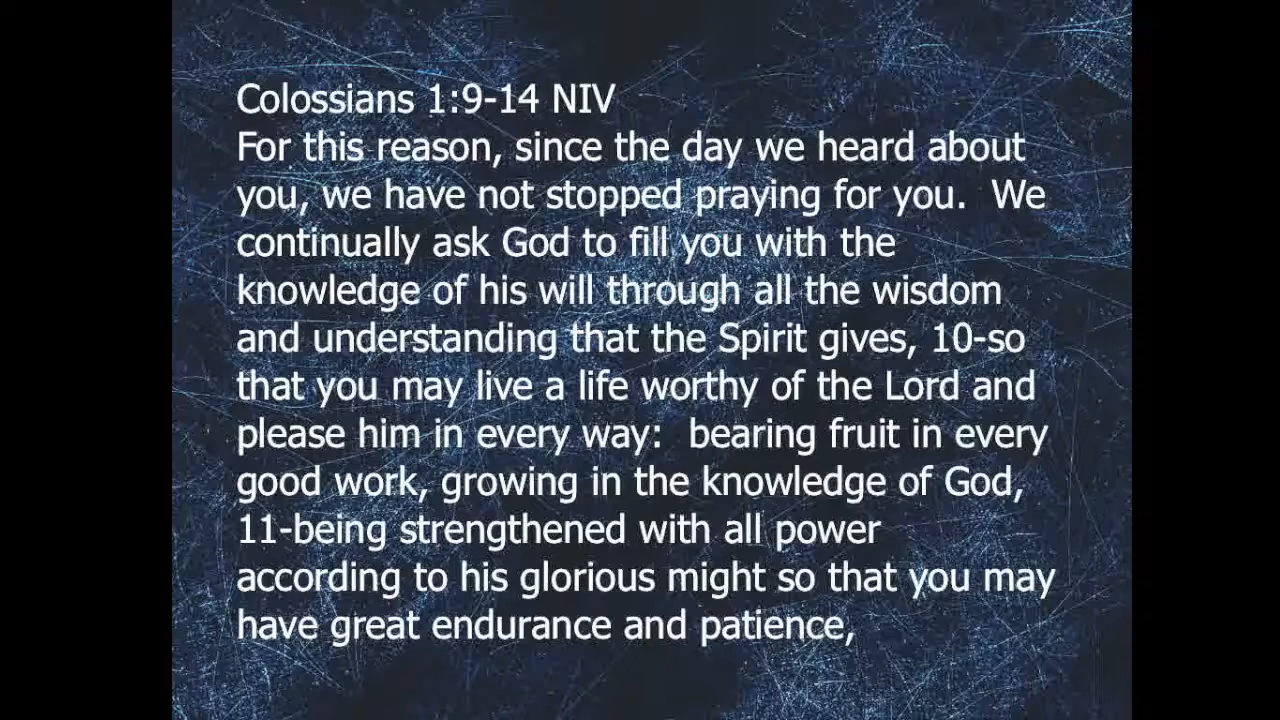 Colossians 1:9-14 NIV
For this reason, since the day we heard about
you, we have not stopped praying for you.  We
continually ask God to fill you with the
knowledge of his will through all the wisdom
and understanding that the Spirit gives, 10-so
that you may live a life worthy of the Lord and
please him in every way:  bearing fruit in every
good work, growing in the knowledge of God,
11-being strengthened with all power
according to his glorious might so that you may
have great endurance and patience,